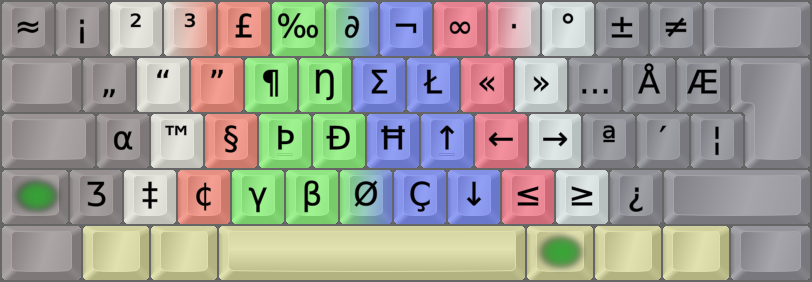 ≈ ¡ ² ³ £ ‰ ∂ ¬ ∞ · ° ± ≠
„ “ ” ¶ Ŋ Σ Ł « » … Å Æ
α ™ § Þ Ð Ħ ↑ ← → ª ´ ¦
Ʒ ‡ ¢ γ β Ø Ç ↓ ≤ ≥ ¿